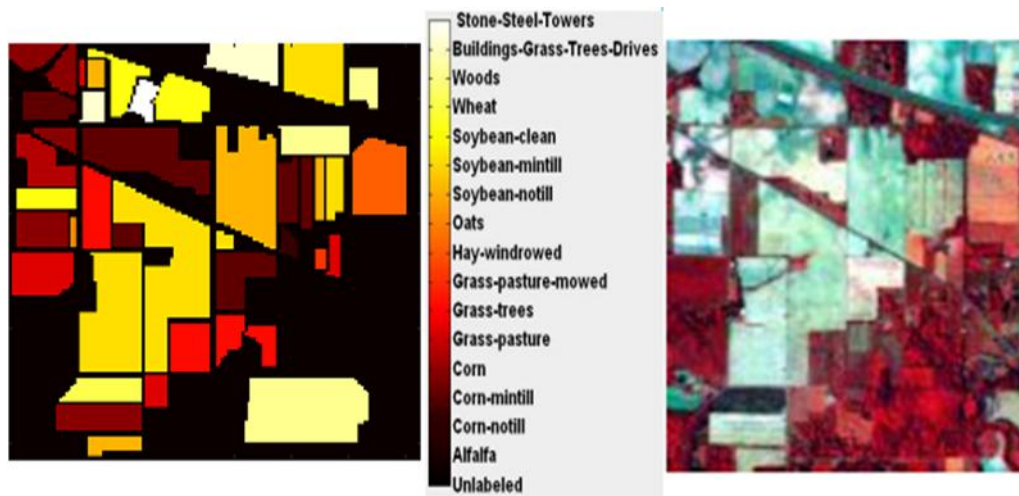 Stone-Steel-Towers
Buildings-Grass-Trees-Drives
Woods
Wheat
Soybean-clean
Soybean-mintill
Soybean-notill
Oats
Hay-windrowed
Grass-pasture-mowed
Grass-trees
Grass-pasture
Corn
Corn-mintill
Corn-notill
Alfalfa
Unlabeled